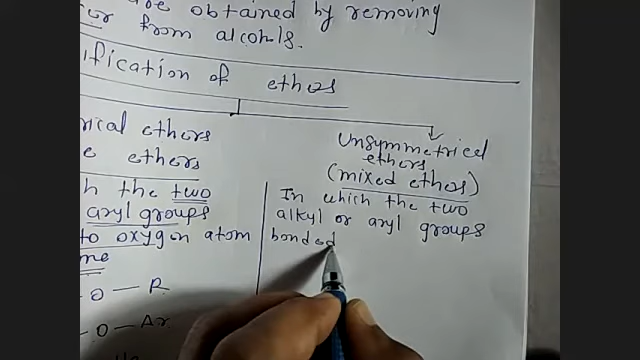 are obtained by removing
from alcohols.
ification of ethers
rical ethers
ethers
h the two
aryl groups
to oxygen atom
me
O — R
O — Ar
Unsymmetrical
ethers
(mixed ethers)
In which the two
alkyl or aryl groups
bonded